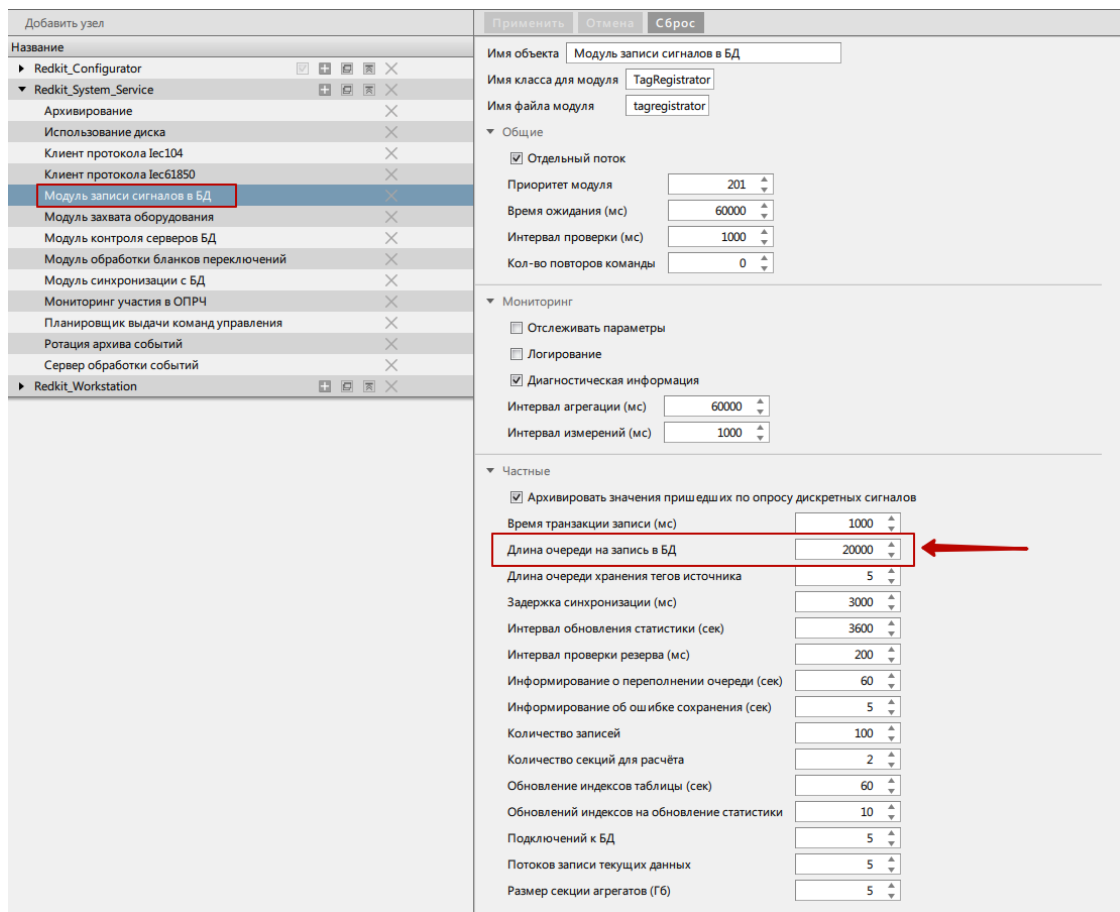 Добавить узел
Название
Redkit_Configurator
Redkit_System_Service
Архивирование
Использование диска
Клиент протокола Iec104
Клиент протокола Iec61850
Модуль записи сигналов в БД
Модуль захвата оборудования
Модуль контроля серверов БД
Модуль обработки бланков переключений
Модуль синхронизации с БД
Мониторинг участия в ОПРЧ
Планировщик выдачи команд управления
Ротация архива событий
Сервер обработки событий
Redkit_Workstation
Применить Отмена Сброс
Имя объекта Модуль записи сигналов в БД
Имя класса для модуля TagRegistrator
Имя файла модуля tagregistrator
Общие
Отдельный поток
Приоритет модуля 201
Время ожидания (мс) 60000
Интервал проверки (мс) 1000
Кол-во повторов команды 0
Мониторинг
Отслеживать параметры
Логирование
Диагностическая информация
Интервал агрегации (мс) 60000
Интервал измерений (мс) 1000
Частные
Архивировать значения пришедших по опросу дискретных сигналов
Время транзакции записи (мс) 1000
Длина очереди на запись в БД 20000
Длина очереди хранения тегов источника 5
Задержка синхронизации (мс) 3000
Интервал обновления статистики (сек) 3600
Интервал проверки резерва (мс) 200
Информирование о переполнении очереди (сек) 60
Информирование об ошибке сохранения (сек) 5
Количество записей 100
Количество секций для расчёта 2
Обновление индексов таблицы (сек) 60
Обновлений индексов на обновление статистики 10
Подключений к БД 5
Потоков записи текущих данных 5
Размер секции агрегатов (Гб) 5